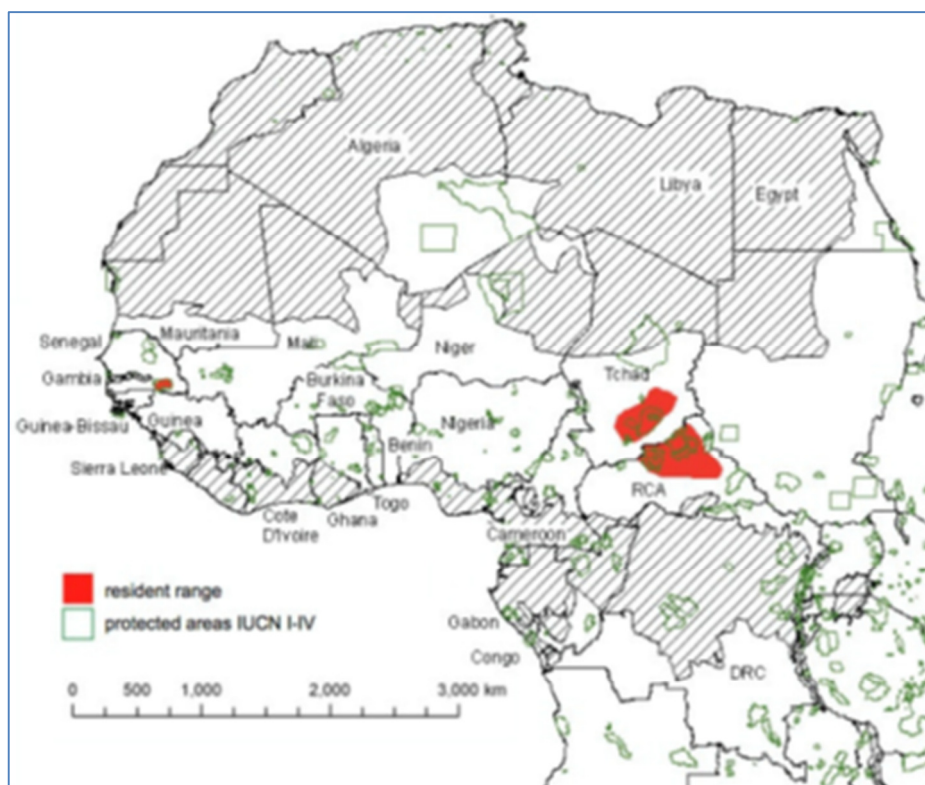 Algeria
Libya
Egypt
Mauritania
Senegal
Mali
Niger
Tchad
Gambia
Burkina
Faso
Guinea-Bissau
Guinea
Nigeria
Benin
Sierra Leone
RCA
Togo
Cote
D'Ivoire
Ghana
Cameroon
resident range
protected areas IUCN I-IV
Gabon
Congo
DRC
0 500 1,000 2,000 3,000 km